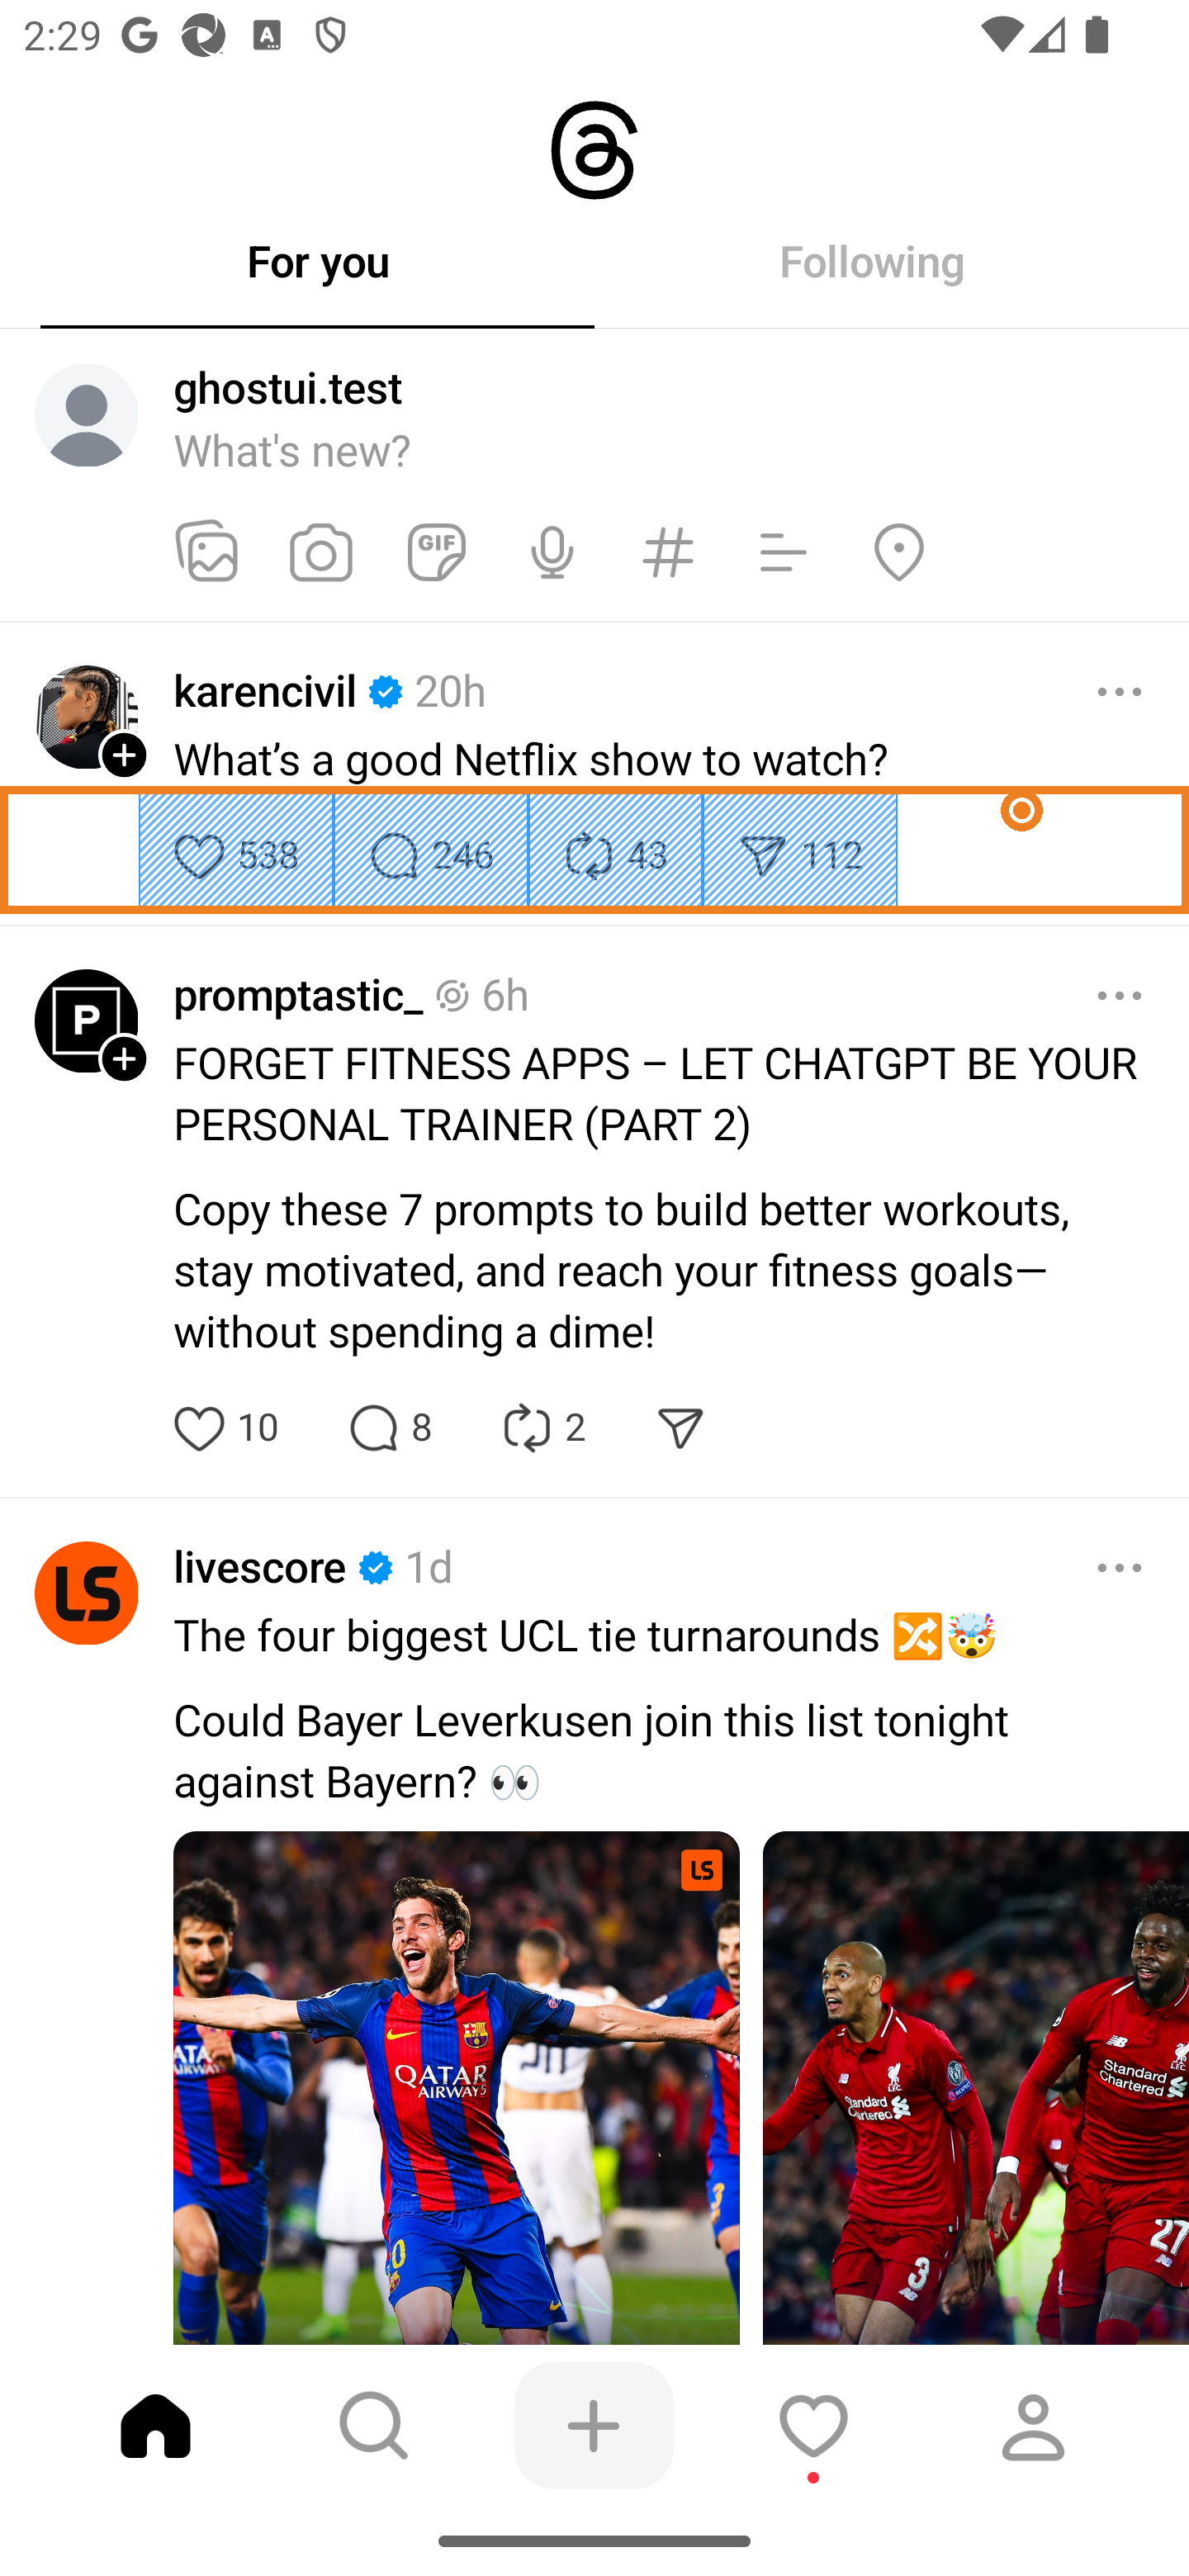 2:29
For you
Following
ghostui.test
What's new?
GIF
karencivil 20h
What’s a good Netflix show to watch?
538 246 43 112
promptastic_ 6h
P
FORGET FITNESS APPS – LET CHATGPT BE YOUR
PERSONAL TRAINER (PART 2)
Copy these 7 prompts to build better workouts,
stay motivated, and reach your fitness goals—
without spending a dime!
10 8 2
livescore 1d
LS
The four biggest UCL tie turnarounds
Could Bayer Leverkusen join this list tonight
against Bayern?
LS
QATAR
AIRWAYS
Standard
Chartered
Standard
Chartered
3
27